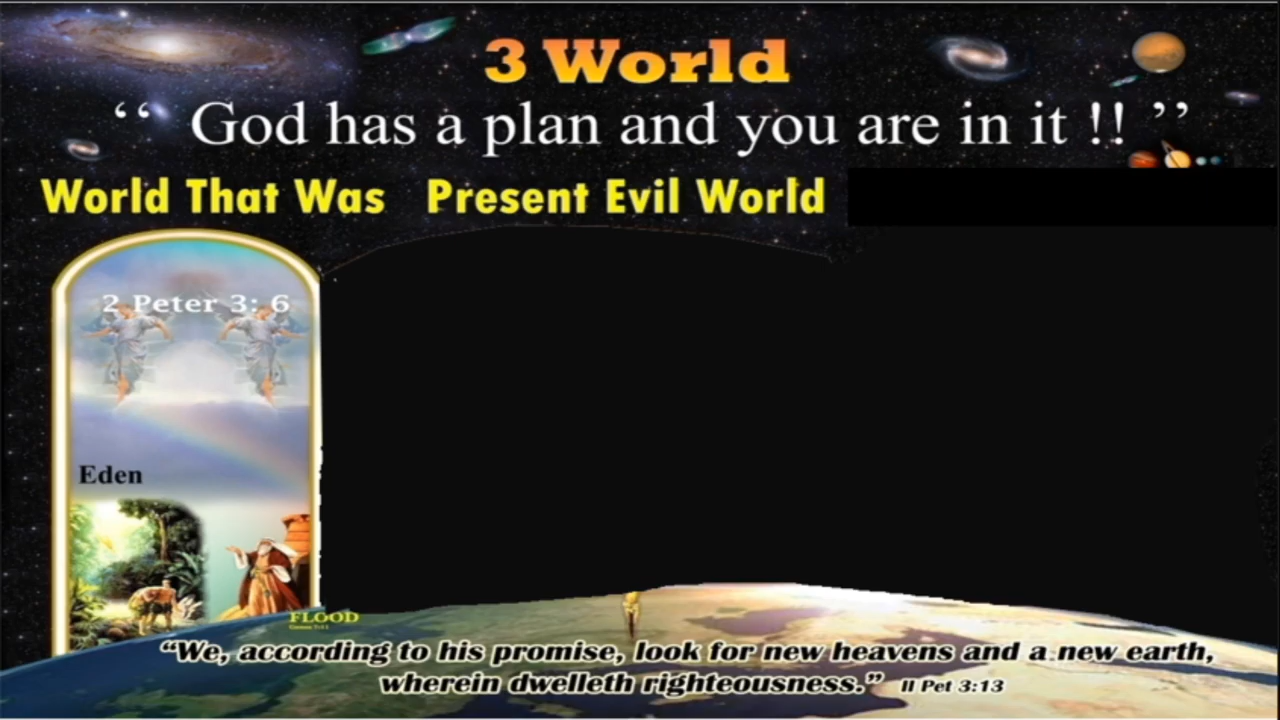 3 World
‘‘ God has a plan and you are in it !! ’’
World That Was Present Evil World
2 Peter 3: 6
Eden
FLOOD
“We, according to his promise, look for new heavens and a new earth,
wherein dwelleth righteousness.” II Pet 3:13